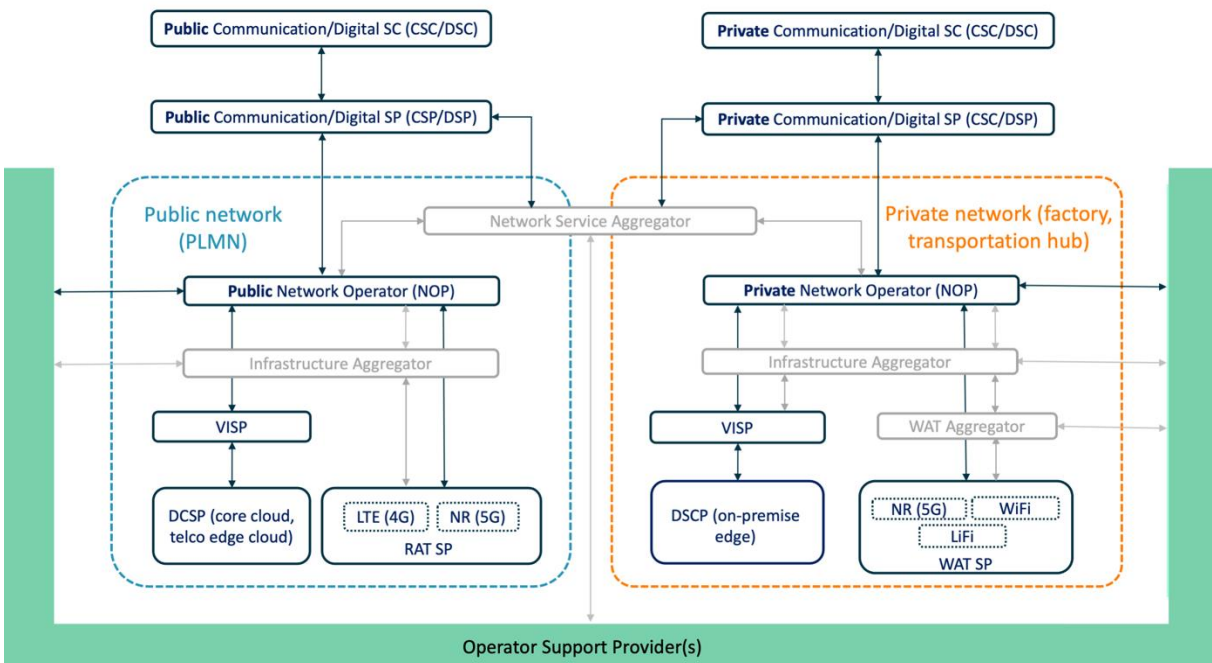 Public Communication/Digital SC (CSC/DSC)
Private Communication/Digital SC (CSC/DSC)
Public Communication/Digital SP (CSP/DSP)
Private Communication/Digital SP (CSC/DSP)
Public network
(PLMN)
Network Service Aggregator
Private network (factory,
transportation hub)
Public Network Operator (NOP)
Private Network Operator (NOP)
Infrastructure Aggregator
Infrastructure Aggregator
VISP
VISP
WAT Aggregator
DCSP (core cloud,
telco edge cloud)
LTE (4G)
NR (5G)
RAT SP
DSCP (on-premise
edge)
NR (5G)
WiFi
LiFi
WAT SP
Operator Support Provider(s)